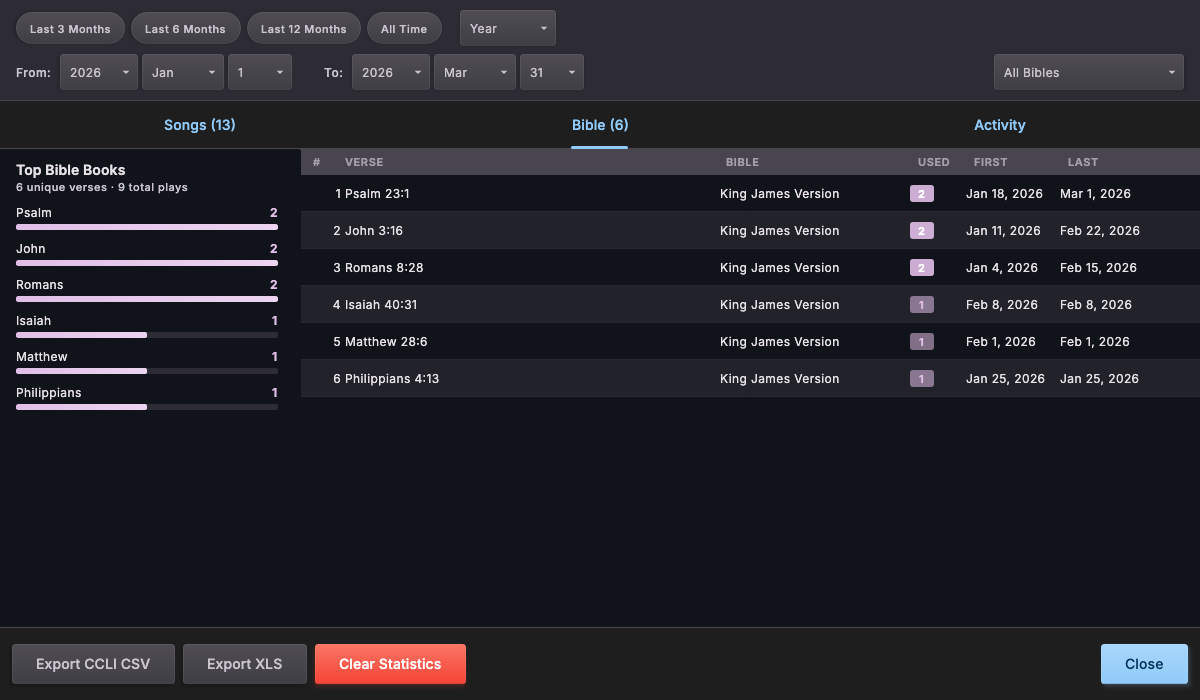 Last 3 Months Last 6 Months Last 12 Months All Time Year
From: 2026 Jan 1 To: 2026 Mar 31 All Bibles
Songs (13) Bible (6) Activity
Top Bible Books
6 unique verses · 9 total plays
Psalm 2
John 2
Romans 2
Isaiah 1
Matthew 1
Philippians 1
# VERSE BIBLE USED FIRST LAST
1 Psalm 23:1 King James Version 2 Jan 18, 2026 Mar 1, 2026
2 John 3:16 King James Version 2 Jan 11, 2026 Feb 22, 2026
3 Romans 8:28 King James Version 2 Jan 4, 2026 Feb 15, 2026
4 Isaiah 40:31 King James Version 1 Feb 8, 2026 Feb 8, 2026
5 Matthew 28:6 King James Version 1 Feb 1, 2026 Feb 1, 2026
6 Philippians 4:13 King James Version 1 Jan 25, 2026 Jan 25, 2026
Export CCLI CSV Export XLS Clear Statistics Close